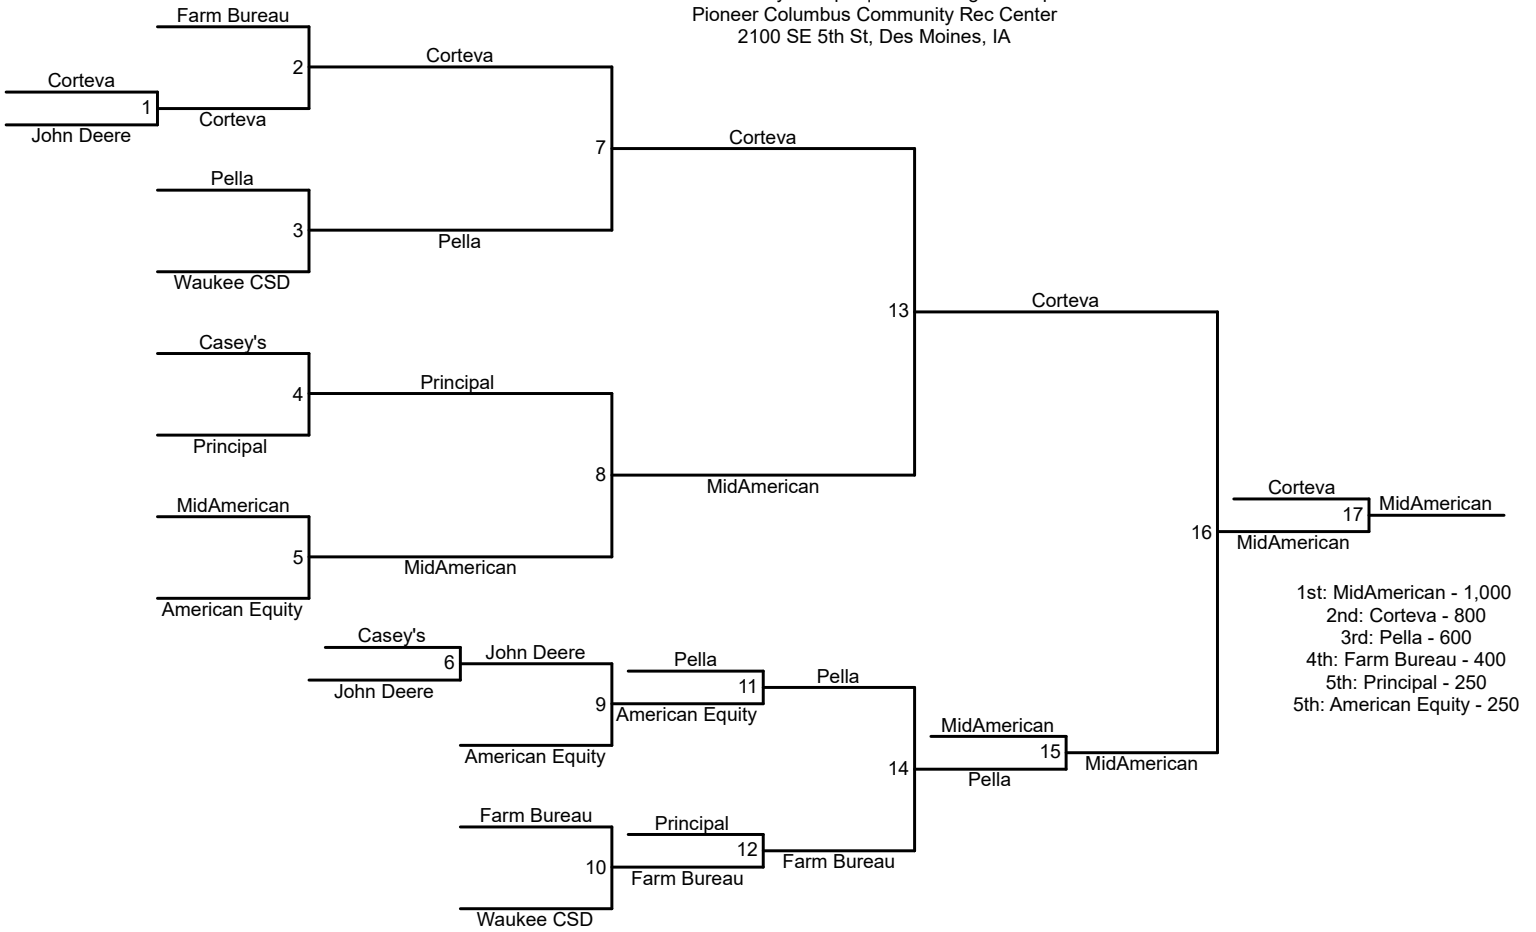 Pioneer Columbus Community Rec Center
2100 SE 5th St, Des Moines, IA
Farm Bureau
2
Corteva
Corteva
1
John Deere
Corteva
7
Corteva
Pella
3
Pella
Waukee CSD
13
Corteva
Casey's
4
Principal
Principal
8
MidAmerican
MidAmerican
5
MidAmerican
American Equity
16
Corteva
17
MidAmerican
MidAmerican
Casey's
6
John Deere
John Deere
9
American Equity
Pella
11
American Equity
Pella
14
MidAmerican
15
Pella
MidAmerican
Farm Bureau
10
Waukee CSD
Principal
12
Farm Bureau
Farm Bureau
1st: MidAmerican - 1,000
2nd: Corteva - 800
3rd: Pella - 600
4th: Farm Bureau - 400
5th: Principal - 250
5th: American Equity - 250